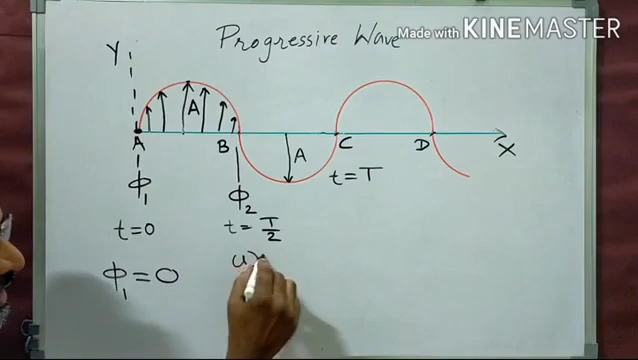 Progressive Wave
Made with KINEMASTER
Y
A
A
A B C D X
t=T
ϕ₁ ϕ₂
t=0 t=T/2
ϕ₁=0